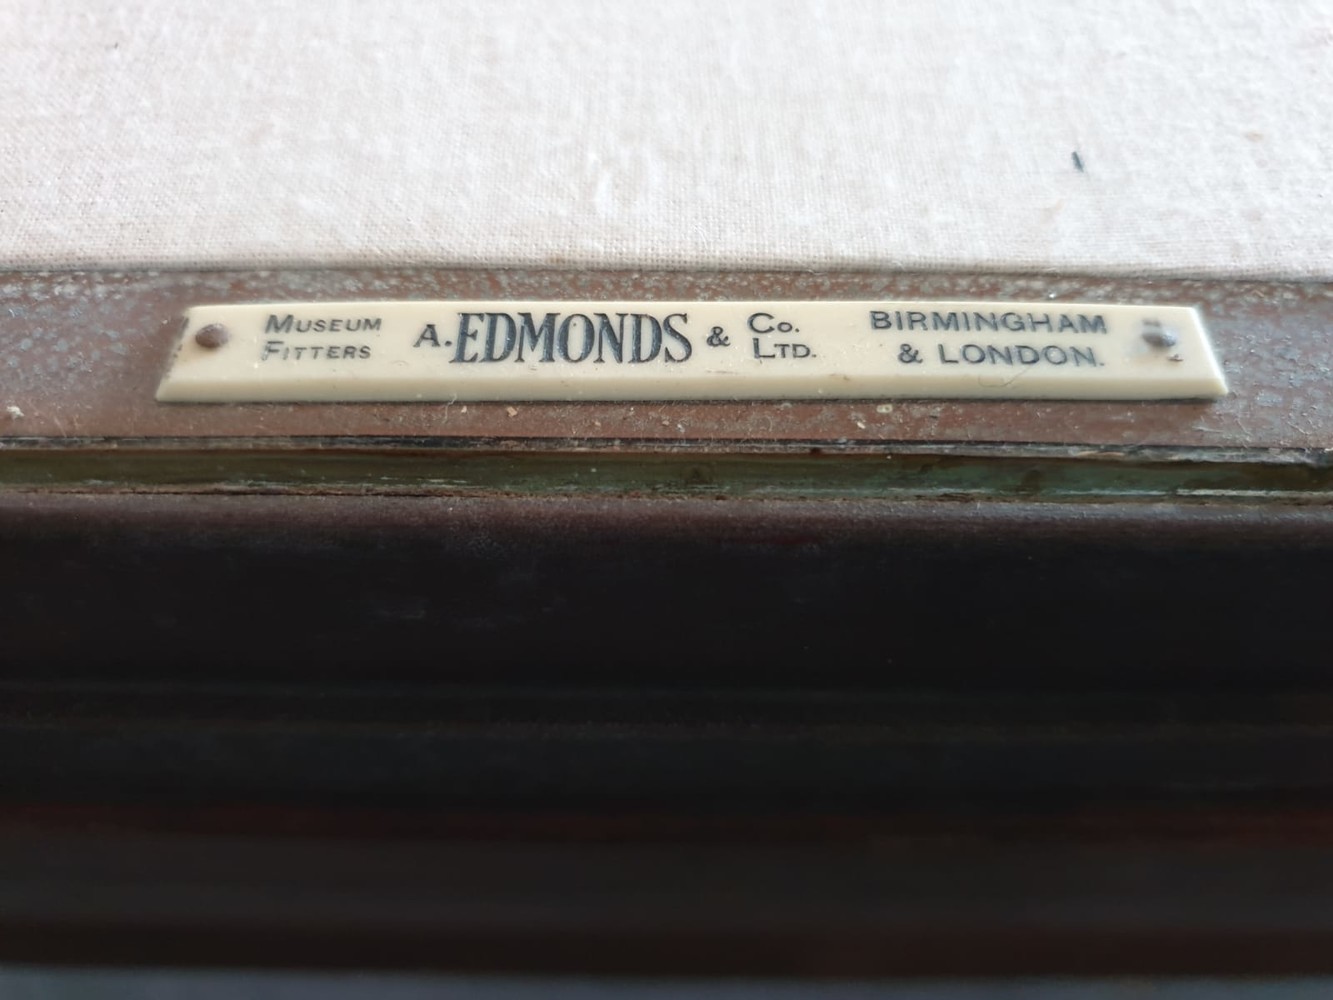 MUSEUM
FITTERS
A. EDMONDS & Co. LTD.
BIRMINGHAM
& LONDON.